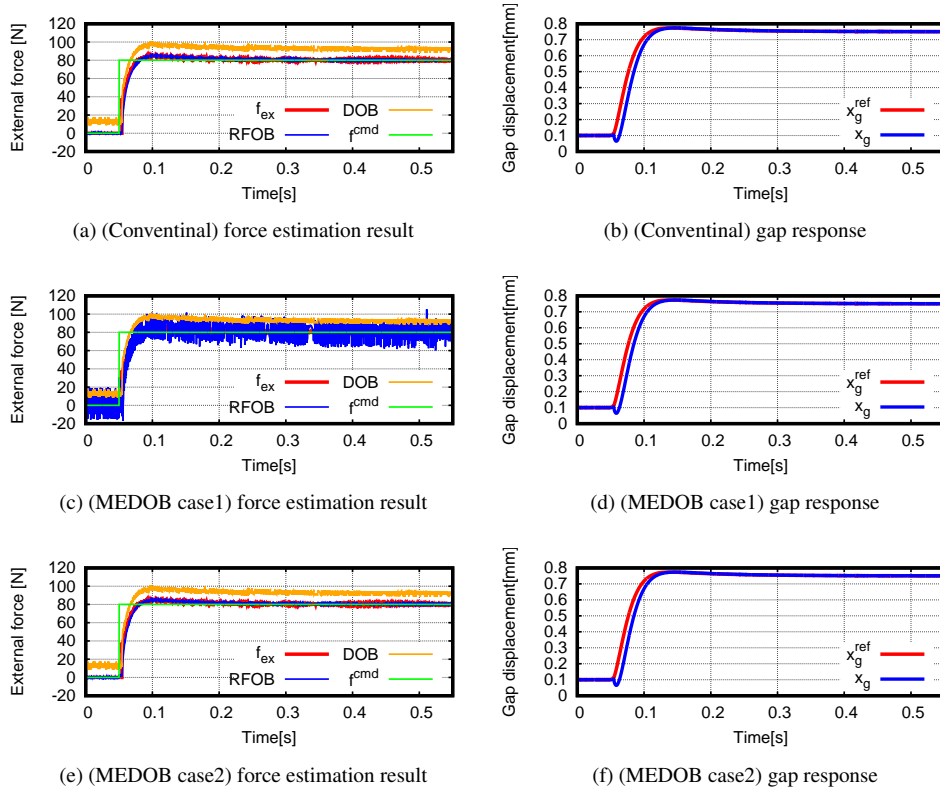 External force [N]
120
100
80
60
40
20
0
-20
f_ex
RFOB
DOB
f^cmd
0 0.1 0.2 0.3 0.4 0.5
Time[s]
(a) (Conventinal) force estimation result
Gap displacement[mm]
0.8
0.7
0.6
0.5
0.4
0.3
0.2
0.1
0
x_g^ref
x_g
0 0.1 0.2 0.3 0.4 0.5
Time[s]
(b) (Conventinal) gap response
External force [N]
120
100
80
60
40
20
0
-20
f_ex
RFOB
DOB
f^cmd
0 0.1 0.2 0.3 0.4 0.5
Time[s]
(c) (MEDOB case1) force estimation result
Gap displacement[mm]
0.8
0.7
0.6
0.5
0.4
0.3
0.2
0.1
0
x_g^ref
x_g
0 0.1 0.2 0.3 0.4 0.5
Time[s]
(d) (MEDOB case1) gap response
External force [N]
120
100
80
60
40
20
0
-20
f_ex
RFOB
DOB
f^cmd
0 0.1 0.2 0.3 0.4 0.5
Time[s]
(e) (MEDOB case2) force estimation result
Gap displacement[mm]
0.8
0.7
0.6
0.5
0.4
0.3
0.2
0.1
0
x_g^ref
x_g
0 0.1 0.2 0.3 0.4 0.5
Time[s]
(f) (MEDOB case2) gap response